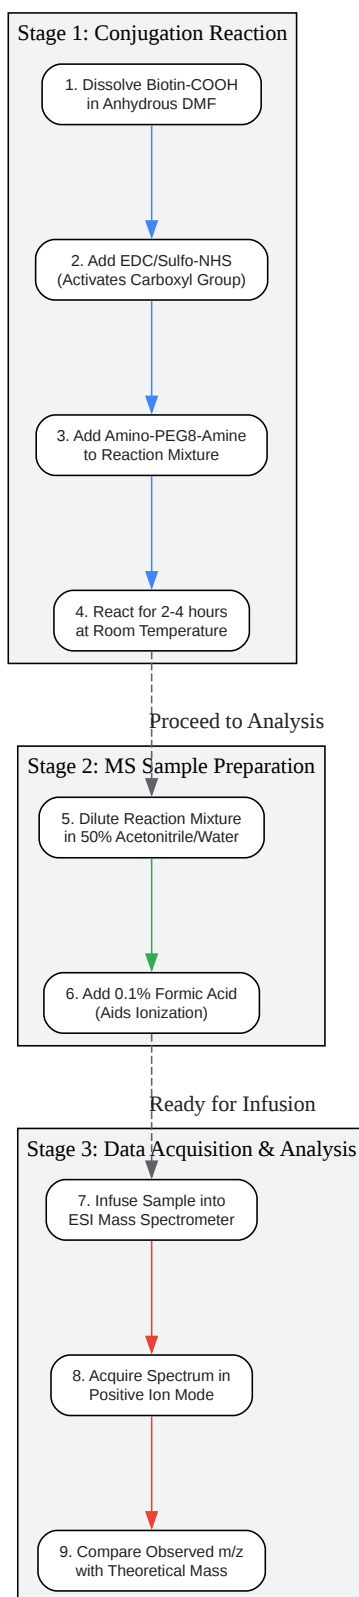 Stage 1: Conjugation Reaction
1. Dissolve Biotin-COOH
in Anhydrous DMF
2. Add EDC/Sulfo-NHS
(Activates Carboxyl Group)
3. Add Amino-PEG8-Amine
to Reaction Mixture
4. React for 2-4 hours
at Room Temperature
Proceed to Analysis
Stage 2: MS Sample Preparation
5. Dilute Reaction Mixture
in 50% Acetonitrile/Water
6. Add 0.1% Formic Acid
(Aids Ionization)
Ready for Infusion
Stage 3: Data Acquisition & Analysis
7. Infuse Sample into
ESI Mass Spectrometer
8. Acquire Spectrum in
Positive Ion Mode
9. Compare Observed m/z
with Theoretical Mass